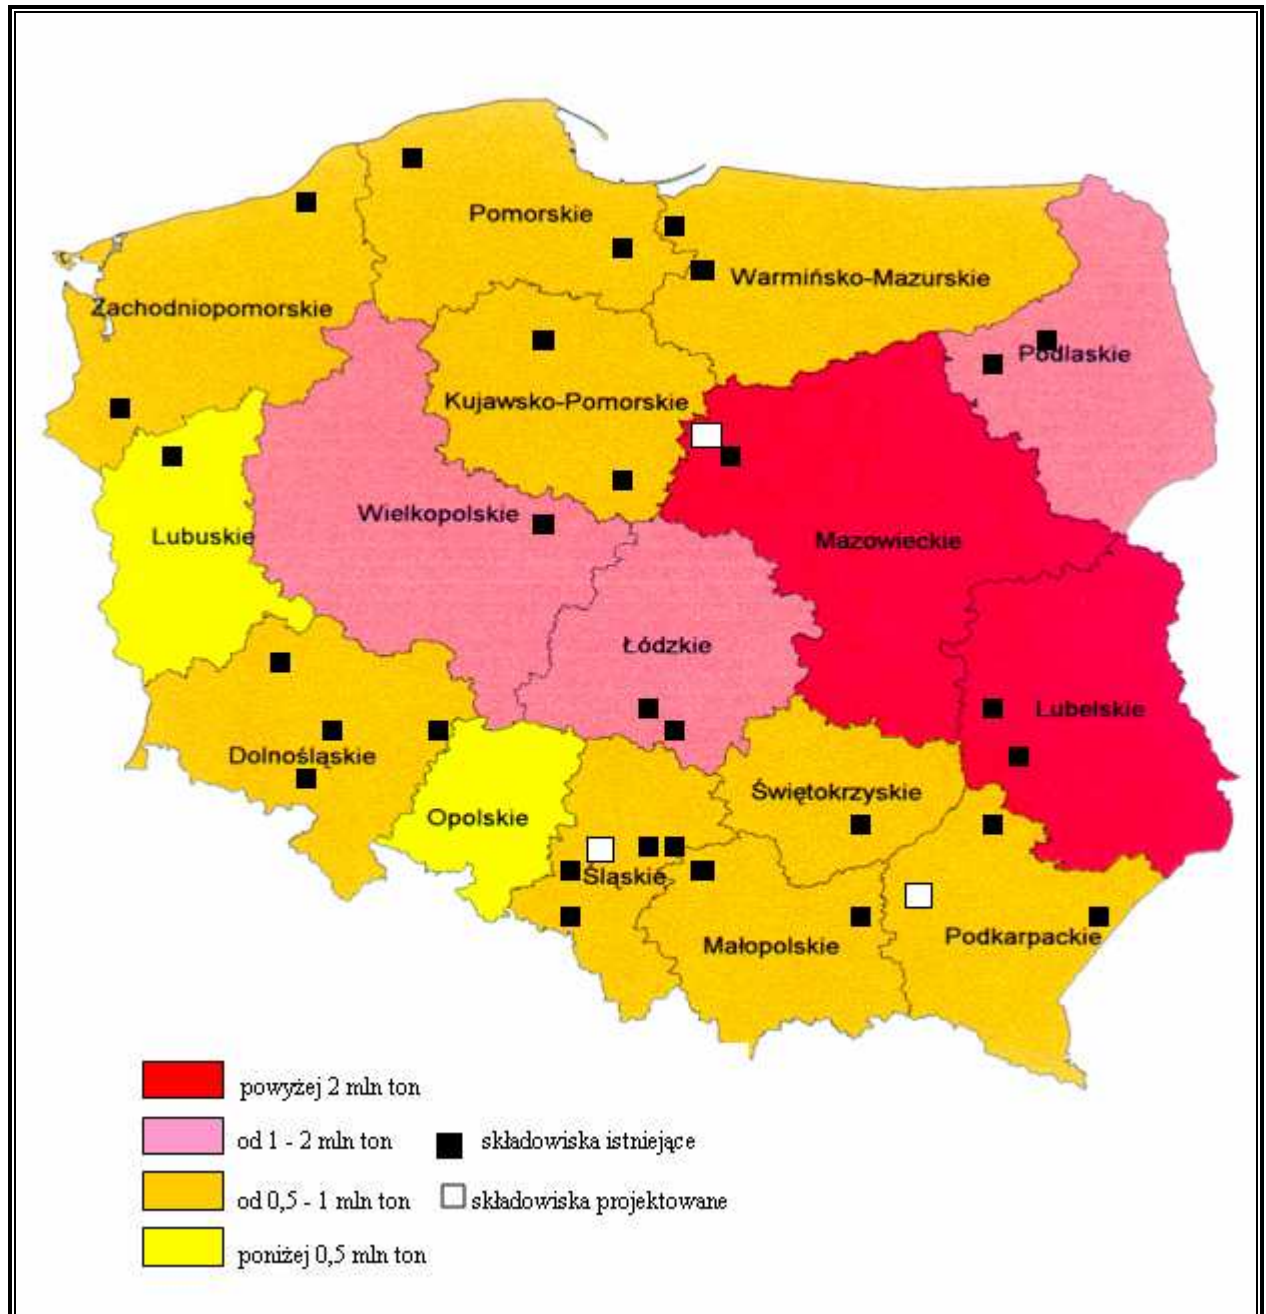 Pomorskie
Warmińsko-Mazurskie
Zachodniopomorskie
Podlaskie
Kujawsko-Pomorskie
Wielkopolskie
Lubuskie
Mazowieckie
Łódzkie
Lubelskie
Dolnośląskie
Świętokrzyskie
Opolskie
Śląskie
Małopolskie
Podkarpackie
powyżej 2 mln ton
od 1 - 2 mln ton
składowiska istniejące
od 0,5 - 1 mln ton
składowiska projektowane
poniżej 0,5 mln ton